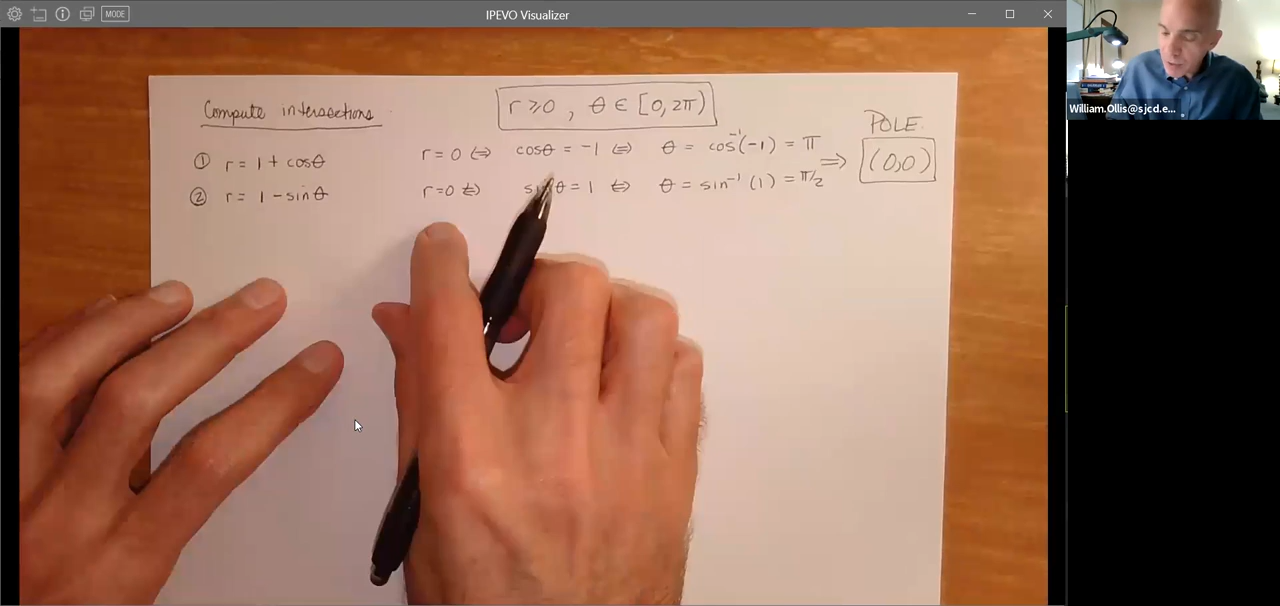 MODE
IPEVO Visualizer
William.Ollis@sjcd.e...
Compute intersections
r ≥ 0 , θ ∈ [0, 2π)
① r = 1 + cosθ
r = 0 ⇔ cosθ = -1 ⇔ θ = cos⁻¹(-1) = π
② r = 1 - sinθ
r = 0 ⇔ sinθ = 1 ⇔ θ = sin⁻¹(1) = π/2
⇒
POLE
(0,0)